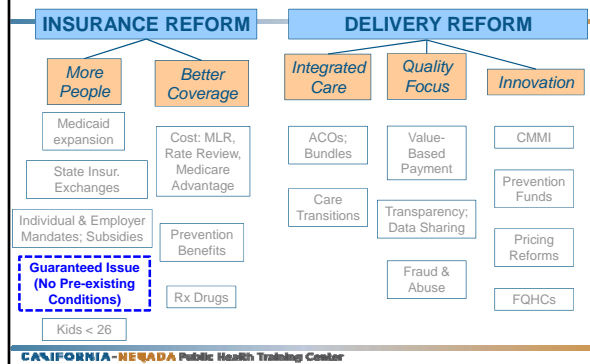 INSURANCE REFORM
DELIVERY REFORM
More
People
Better
Coverage
Integrated
Care
Quality
Focus
Innovation
Medicaid
expansion
State Insur.
Exchanges
Individual & Employer
Mandates; Subsidies
Guaranteed Issue
(No Pre-existing
Conditions)
Kids < 26
Cost: MLR,
Rate Review,
Medicare
Advantage
Prevention
Benefits
Rx Drugs
ACOs;
Bundles
Care
Transitions
Value-
Based
Payment
Transparency;
Data Sharing
Fraud &
Abuse
CMMI
Prevention
Funds
Pricing
Reforms
FQHCs
CALIFORNIA-NEVADA Public Health Training Center